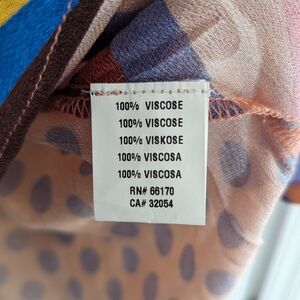 100% VISCOSE
100% VISCOSE
100% VISKOSE
100% VISCOSA
100% VISCOSA
RN# 66170
CA# 32054